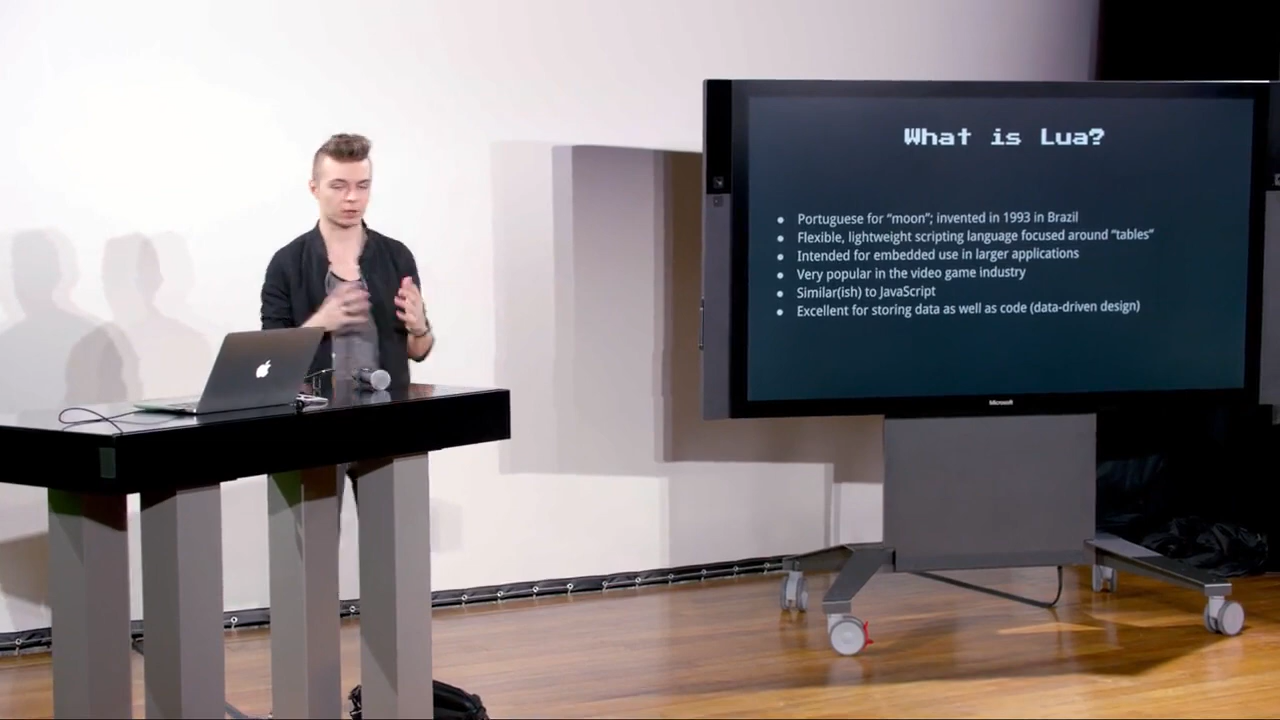 What is Lua?
● Portuguese for “moon”; invented in 1993 in Brazil
● Flexible, lightweight scripting language focused around “tables”
● Intended for embedded use in larger applications
● Very popular in the video game industry
● Similar(ish) to JavaScript
● Excellent for storing data as well as code (data-driven design)
Microsoft